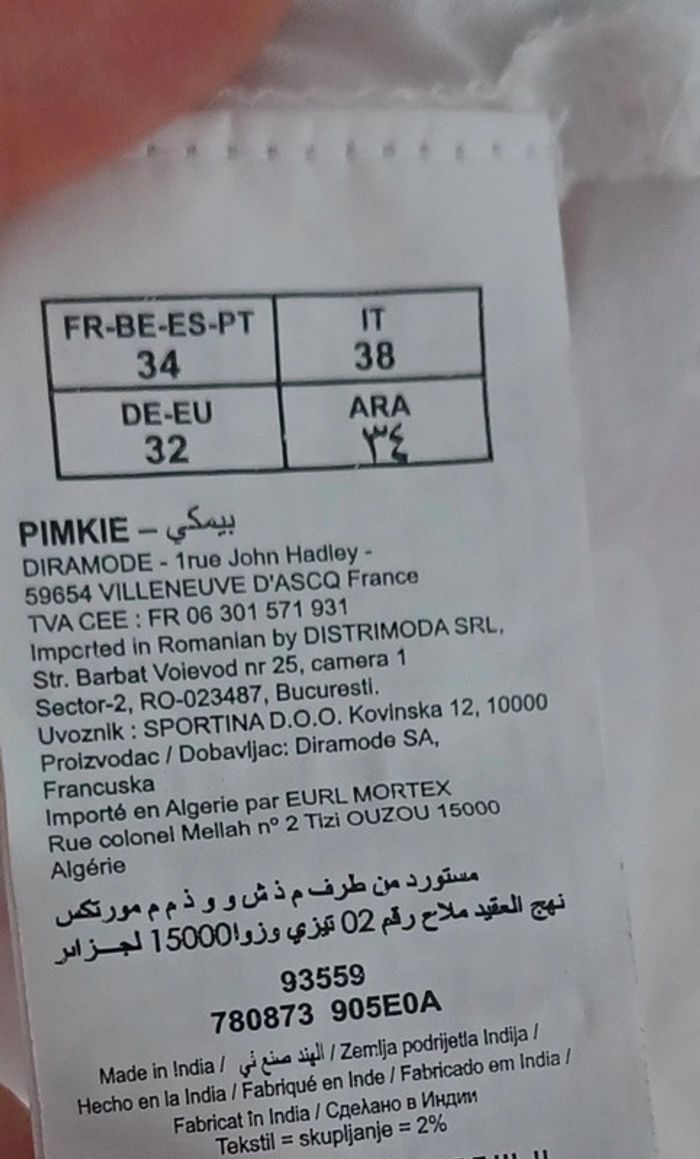 FR-BE-ES-PT IT
34 38
DE-EU ARA
32 ٣٤
PIMKIE – بيمكي
DIRAMODE - 1rue John Hadley -
59654 VILLENEUVE D'ASCQ France
TVA CEE : FR 06 301 571 931
Imported in Romanian by DISTRIMODA SRL,
Str. Barbat Voievod nr 25, camera 1
Sector-2, RO-023487, Bucuresti.
Uvoznik : SPORTINA D.O.O. Kovinska 12, 10000
Proizvodac / Dobavljac: Diramode SA,
Francuska
Importé en Algerie par EURL MORTEX
Rue colonel Mellah nº 2 Tizi OUZOU 15000
Algérie
مستورد من طرف م ذ ش و و ذ م م مورتكس
نهج العقيد ملاح رقم 02 تيزي وزو15000 لجزائر
93559
780873 905E0A
Made in India / الهند صنع في / Zemlja podrijetla Indija /
Hecho en la India / Fabriqué en Inde / Fabricado em India /
Fabricat în India / Сделано в Индии
Tekstil = skupljanje = 2%